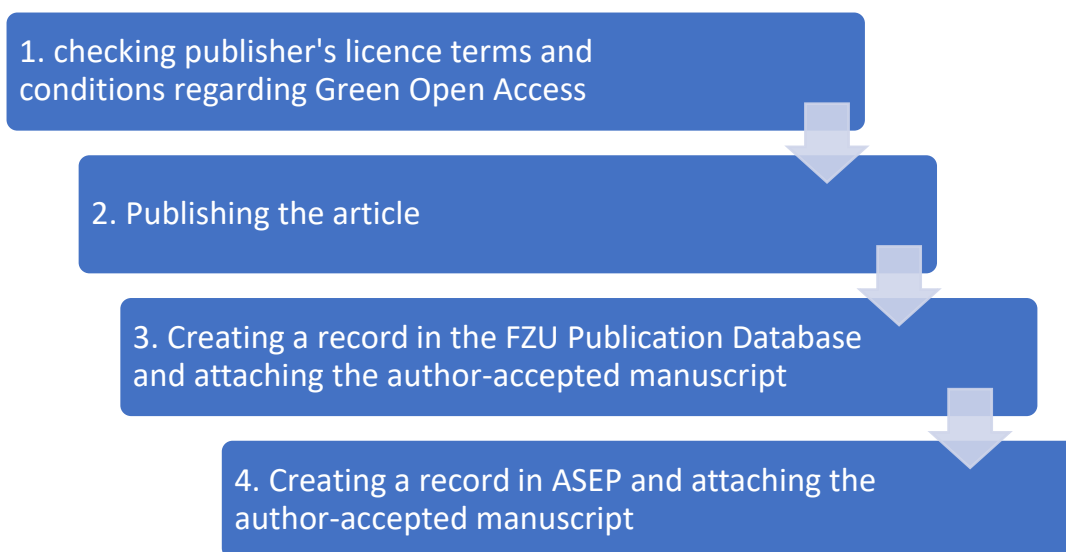 1. checking publisher's licence terms and
conditions regarding Green Open Access
2. Publishing the article
3. Creating a record in the FZU Publication Database
and attaching the author-accepted manuscript
4. Creating a record in ASEP and attaching the
author-accepted manuscript